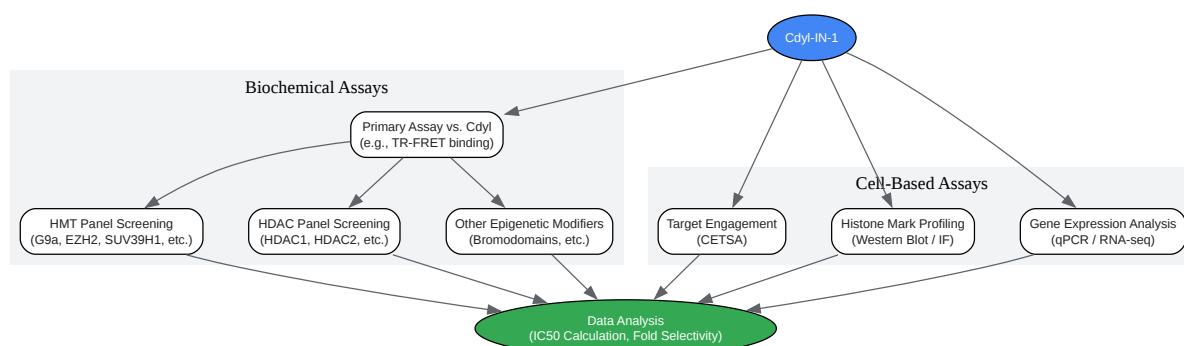 Cdyl-IN-1
Biochemical Assays
Primary Assay vs. Cdyl
(e.g., TR-FRET binding)
Cell-Based Assays
HMT Panel Screening
(G9a, EZH2, SUV39H1, etc.)
HDAC Panel Screening
(HDAC1, HDAC2, etc.)
Other Epigenetic Modifiers
(Bromodomains, etc.)
Target Engagement
(CETSA)
Histone Mark Profiling
(Western Blot / IF)
Gene Expression Analysis
(qPCR / RNA-seq)
Data Analysis
(IC50 Calculation, Fold Selectivity)